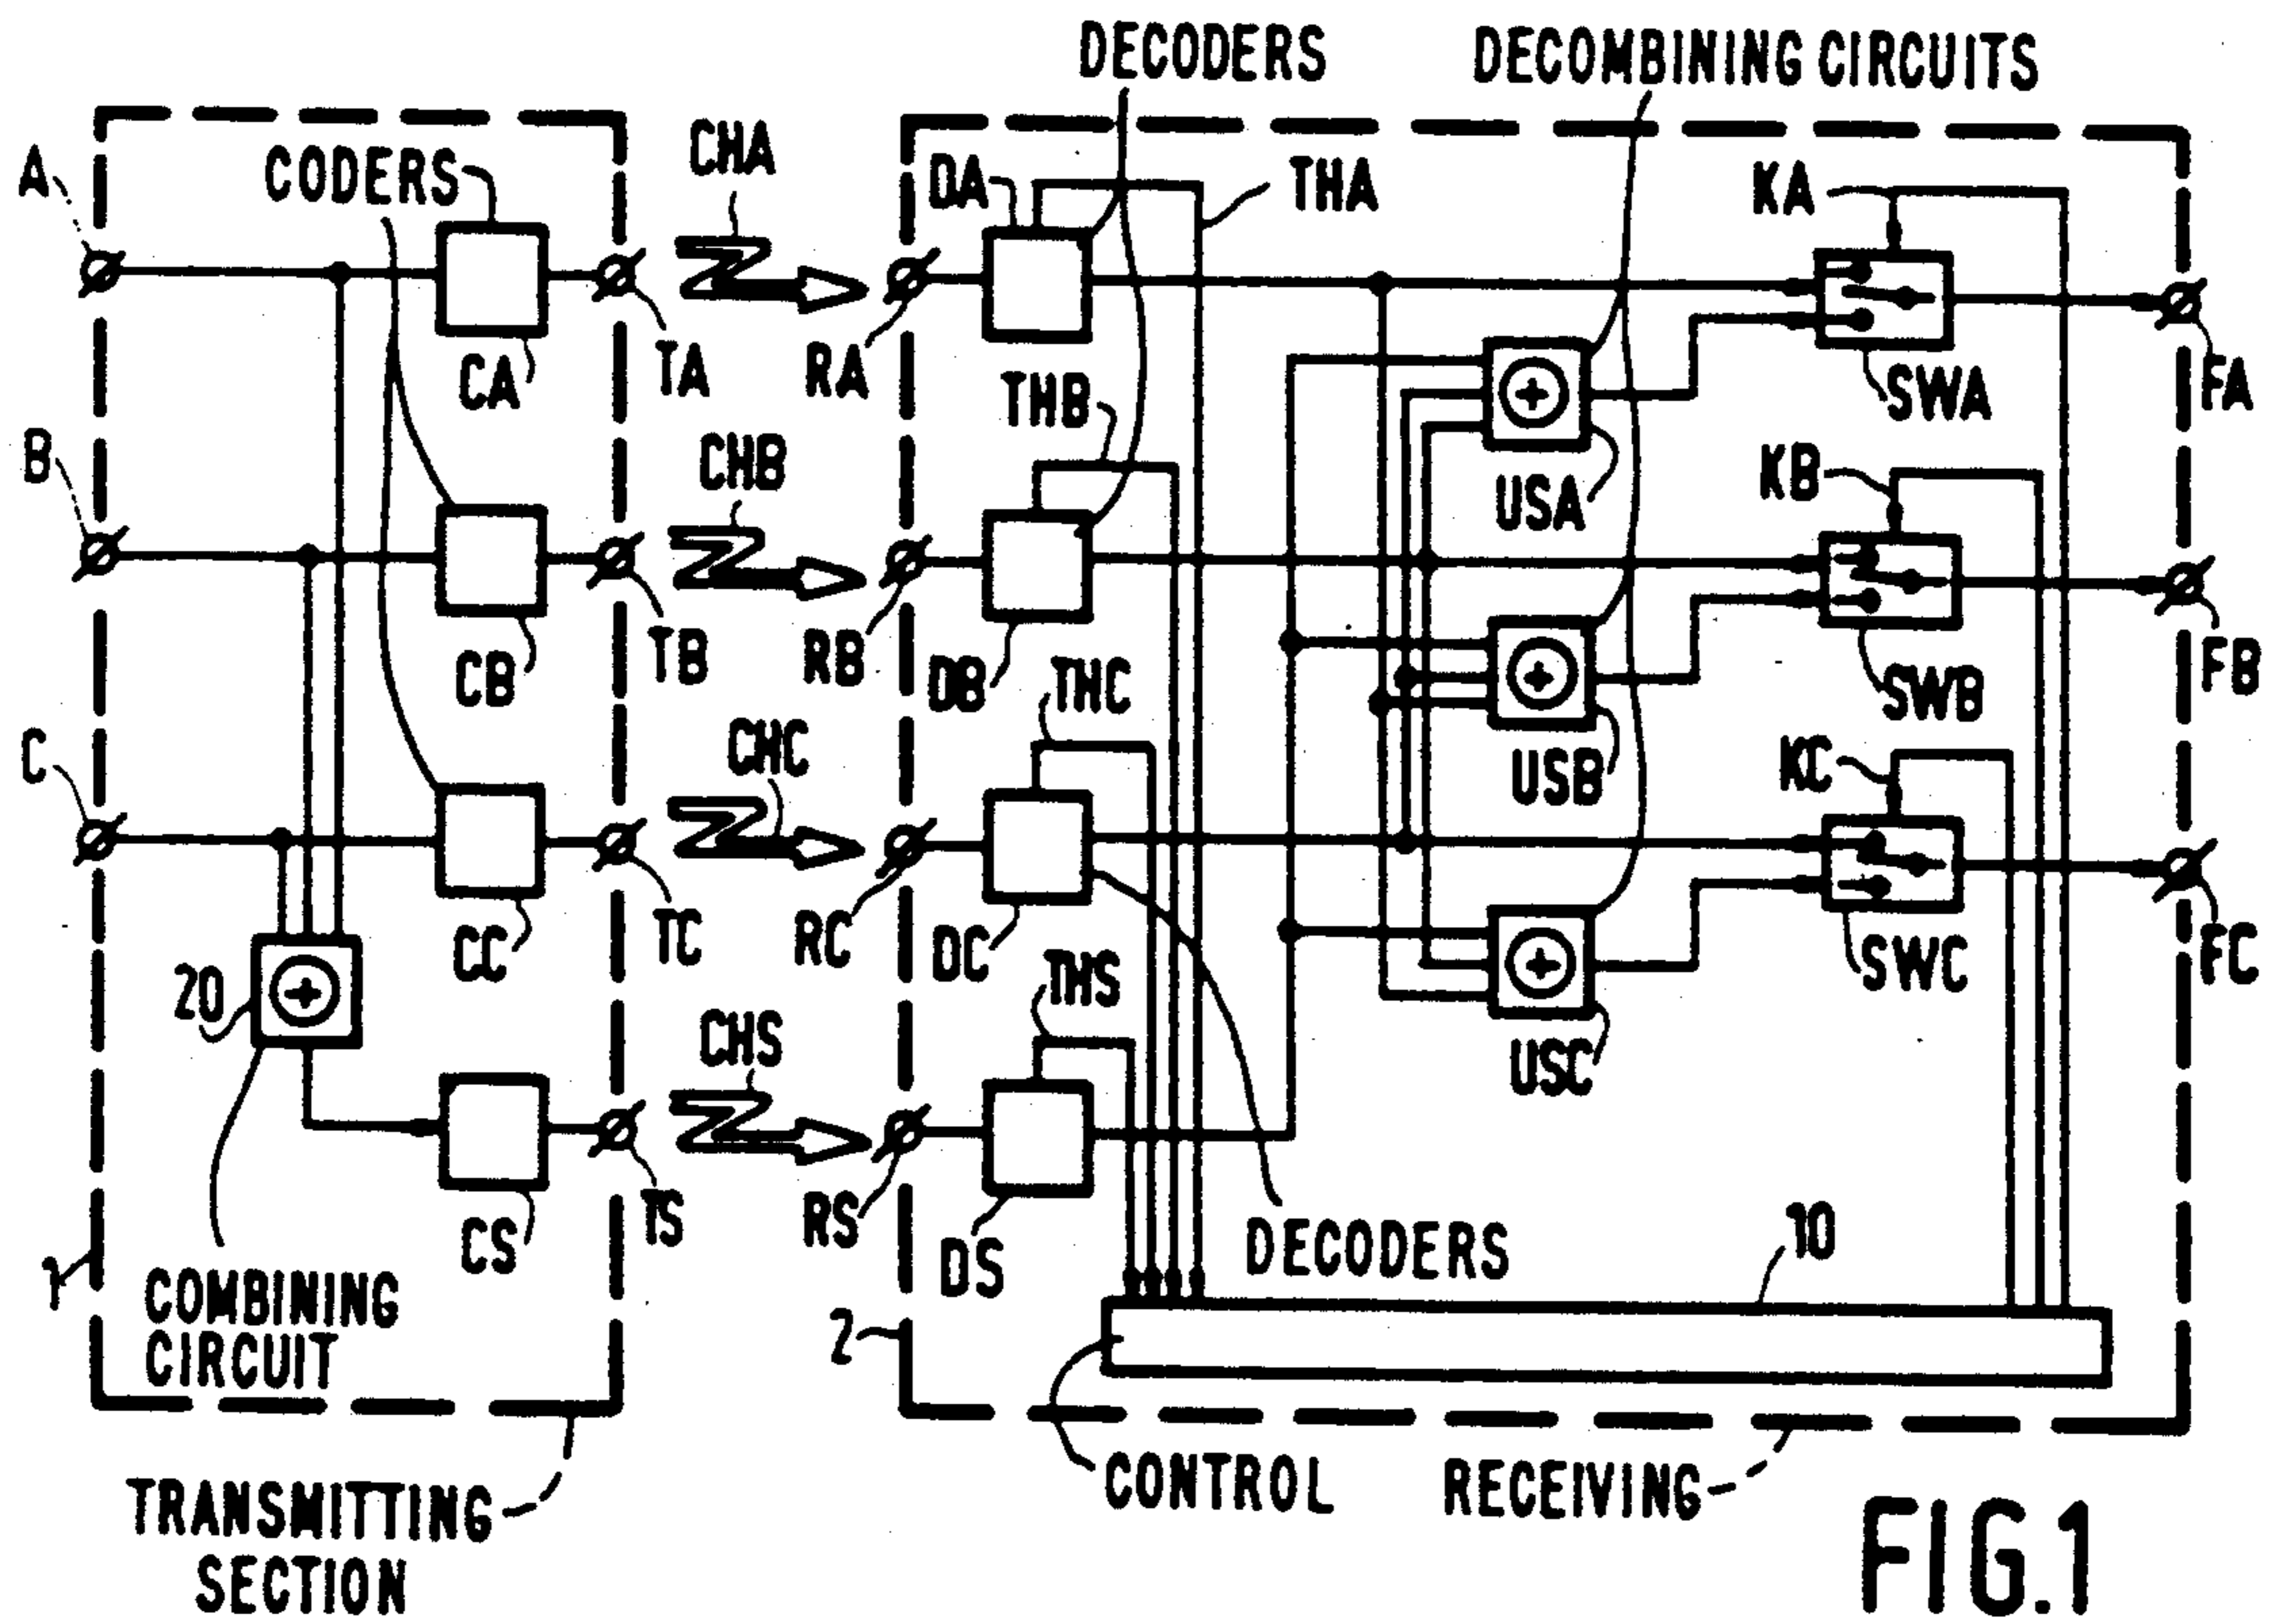 DECODERS
DECOMBINING CIRCUITS
A
CODERS
CHA
DA
THA
KA
CA
TA
RA
THB
SWA
FA
B
CHB
USA
KB
CB
TB
RB
DB
THC
SWB
FB
C
CHC
USB
KC
CC
TC
RC
DC
THS
SWC
FC
20
CHS
USC
CS
TS
RS
DS
DECODERS
10
1
COMBINING
CIRCUIT
2
TRANSMITTING
SECTION
CONTROL
RECEIVING
FIG.1